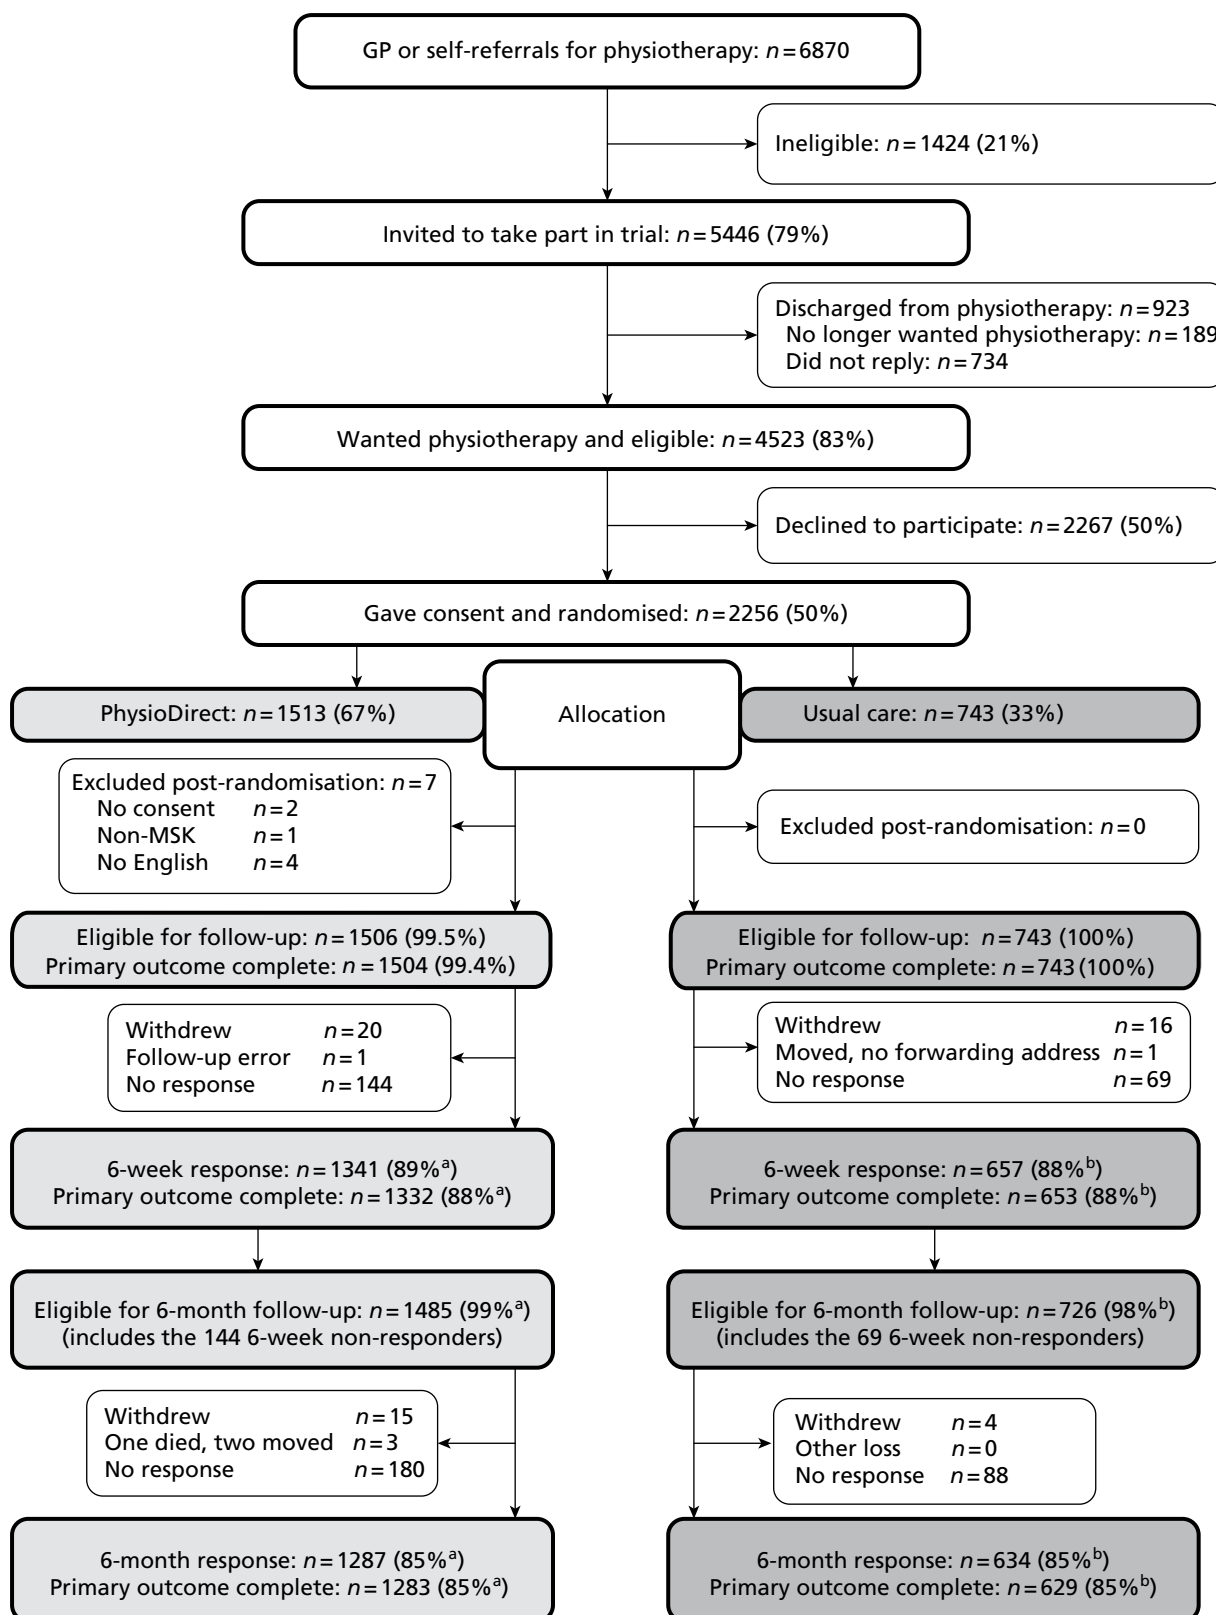 GP or self-referrals for physiotherapy: n=6870
Ineligible: n=1424 (21%)
Invited to take part in trial: n=5446 (79%)
Discharged from physiotherapy: n=923
No longer wanted physiotherapy: n=189
Did not reply: n=734
Wanted physiotherapy and eligible: n=4523 (83%)
Declined to participate: n=2267 (50%)
Gave consent and randomised: n=2256 (50%)
PhysioDirect: n=1513 (67%)
Allocation
Usual care: n=743 (33%)
Excluded post-randomisation: n=7
No consent n=2
Non-MSK n=1
No English n=4
Excluded post-randomisation: n=0
Eligible for follow-up: n=1506 (99.5%)
Primary outcome complete: n=1504 (99.4%)
Eligible for follow-up: n=743 (100%)
Primary outcome complete: n=743 (100%)
Withdrew n=20
Follow-up error n=1
No response n=144
Withdrew n=16
Moved, no forwarding address n=1
No response n=69
6-week response: n=1341 (89%a)
Primary outcome complete: n=1332 (88%a)
6-week response: n=657 (88%b)
Primary outcome complete: n=653 (88%b)
Eligible for 6-month follow-up: n=1485 (99%a)
(includes the 144 6-week non-responders)
Eligible for 6-month follow-up: n=726 (98%b)
(includes the 69 6-week non-responders)
Withdrew n=15
One died, two moved n=3
No response n=180
Withdrew n=4
Other loss n=0
No response n=88
6-month response: n=1287 (85%a)
Primary outcome complete: n=1283 (85%a)
6-month response: n=634 (85%b)
Primary outcome complete: n=629 (85%b)